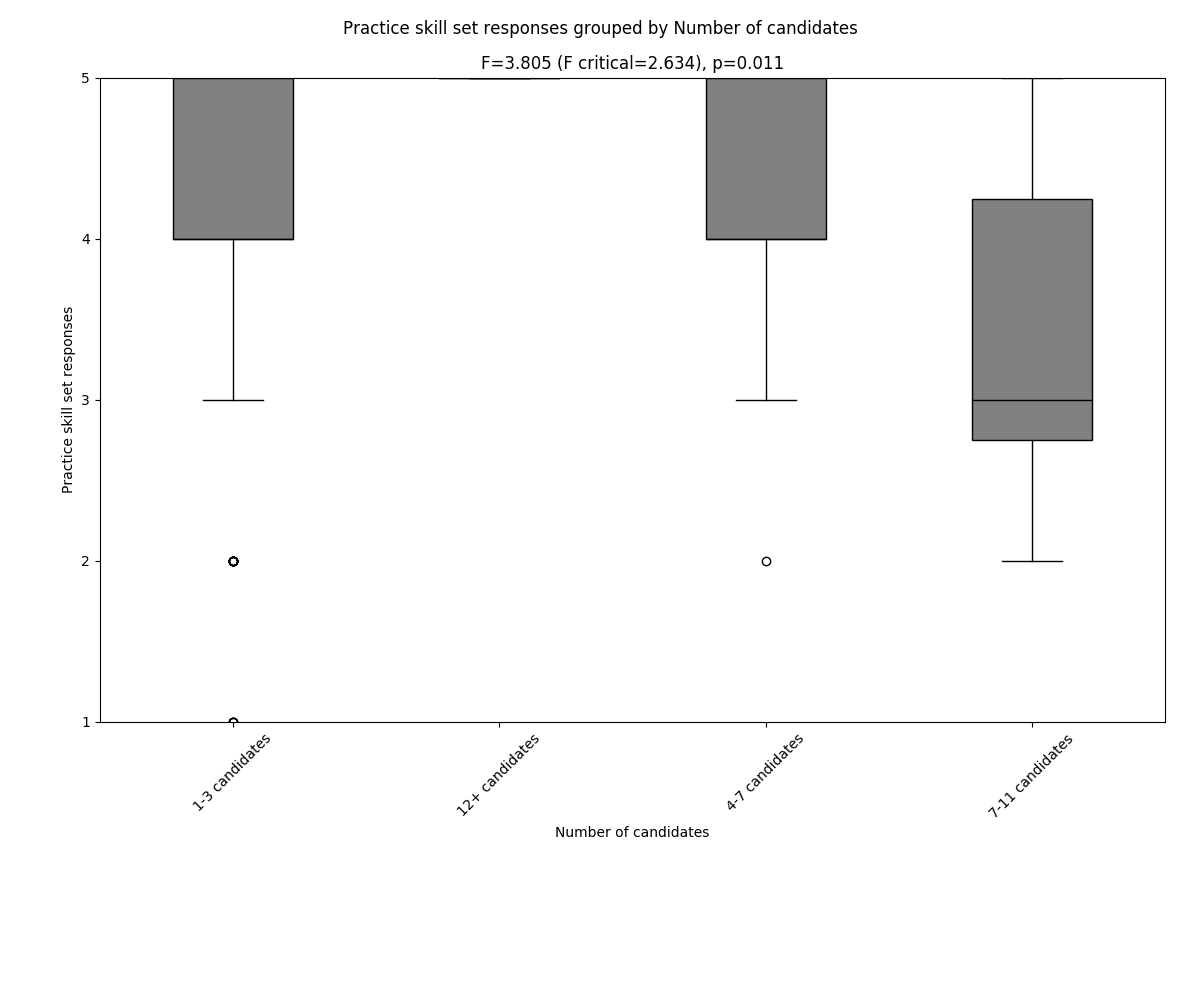 Practice skill set responses grouped by Number of candidates
F=3.805 (F critical=2.634), p=0.011
5
4
3
2
1
Practice skill set responses
1-3 candidates
12+ candidates
4-7 candidates
7-11 candidates
Number of candidates